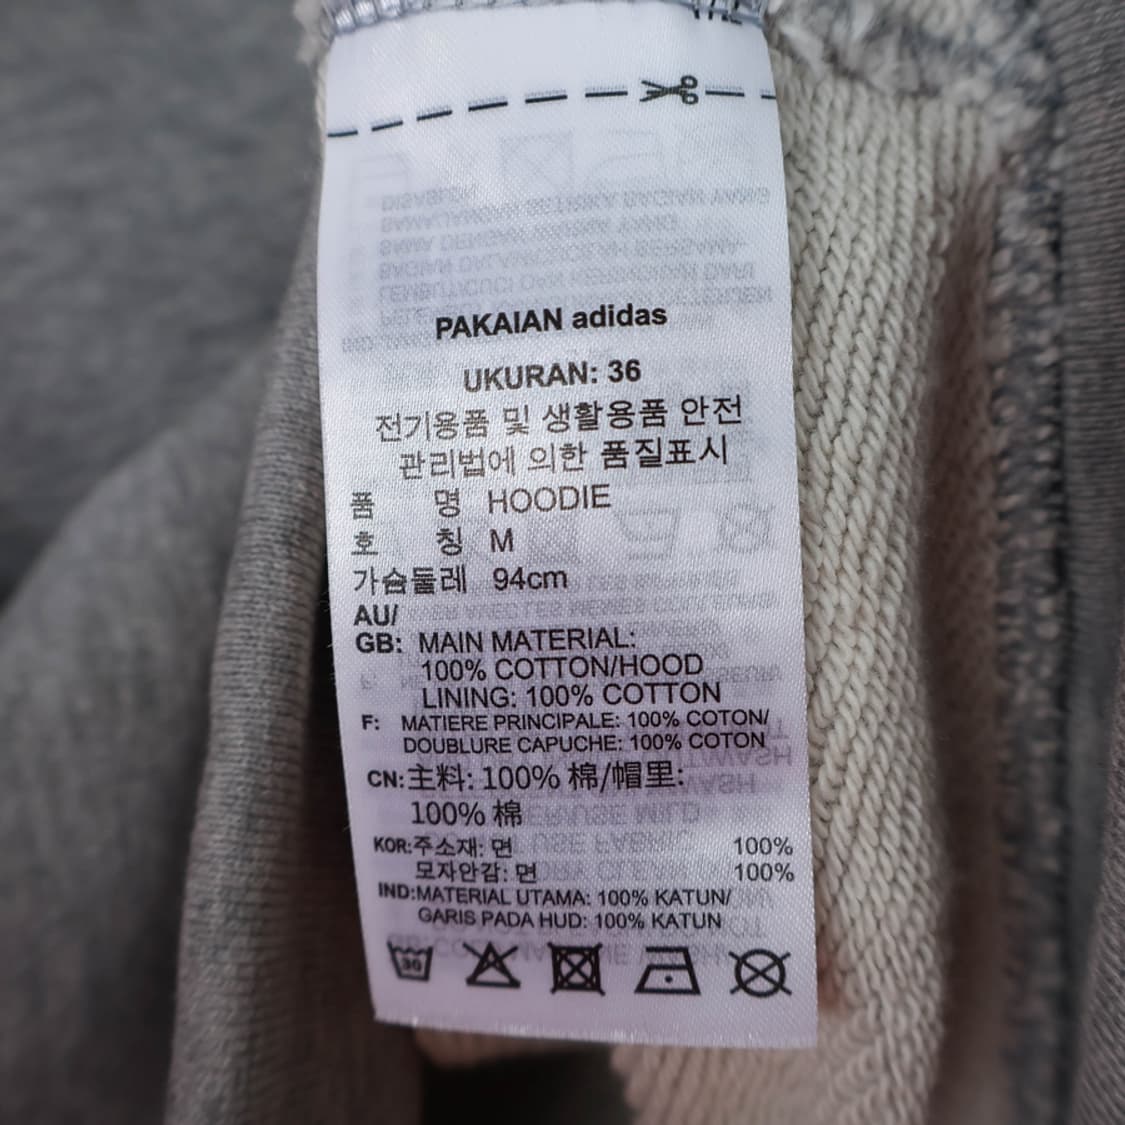 PAKAIAN adidas
UKURAN: 36
전기용품 및 생활용품 안전
관리법에 의한 품질표시
품 명 HOODIE
호 칭 M
가슴둘레 94cm
AU/
GB: MAIN MATERIAL:
100% COTTON/HOOD
LINING: 100% COTTON
F: MATIERE PRINCIPALE: 100% COTON/
DOUBLURE CAPUCHE: 100% COTON
CN:主料: 100% 棉/帽里:
100% 棉
KOR:주소재: 면 100%
모자안감: 면 100%
IND:MATERIAL UTAMA: 100% KATUN/
GARIS PADA HUD: 100% KATUN
30